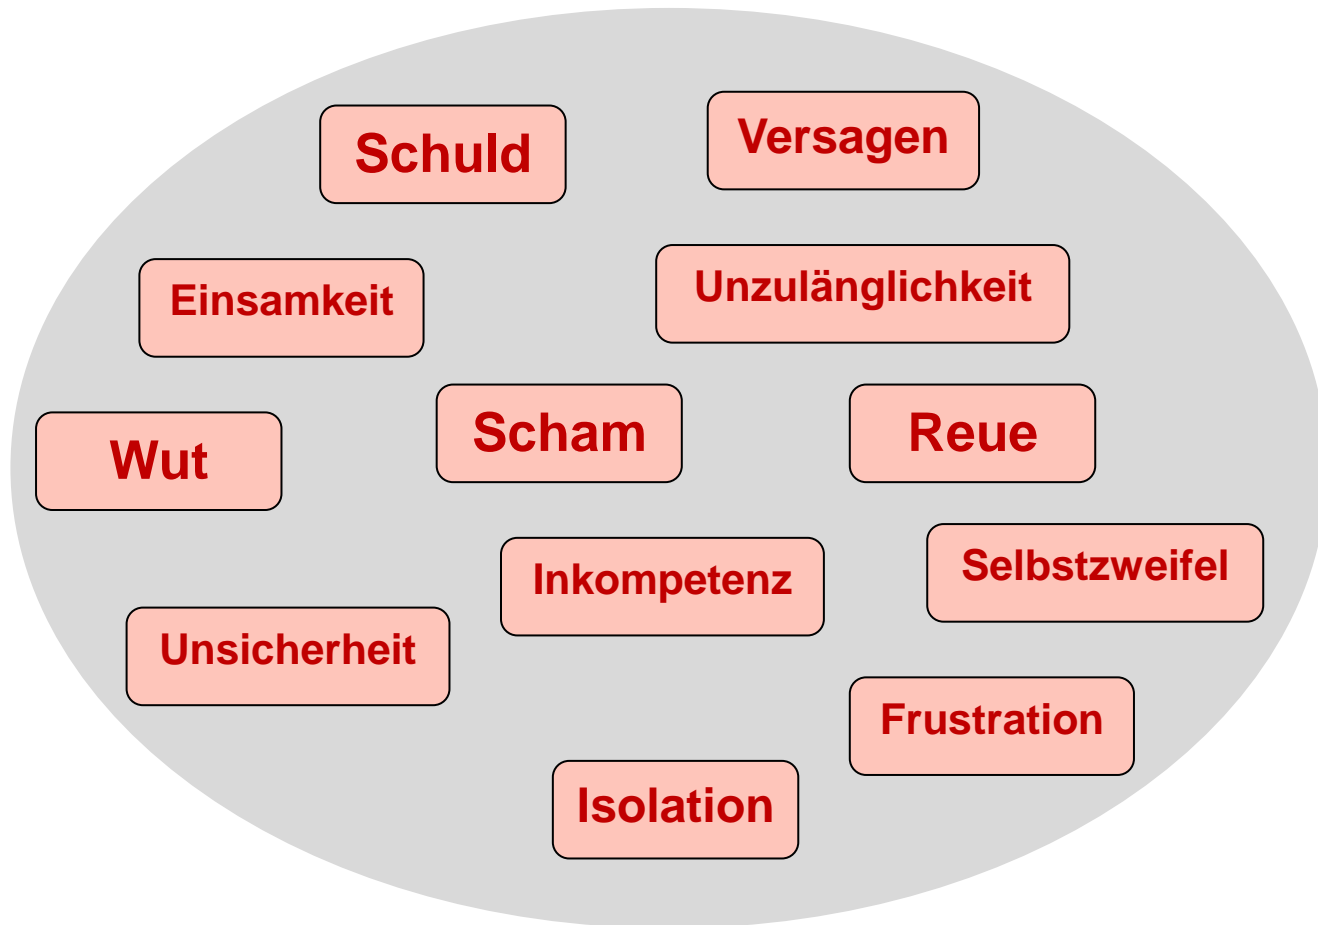 Schuld
Versagen
Einsamkeit
Unzulänglichkeit
Wut
Scham
Reue
Inkompetenz
Selbstzweifel
Unsicherheit
Frustration
Isolation